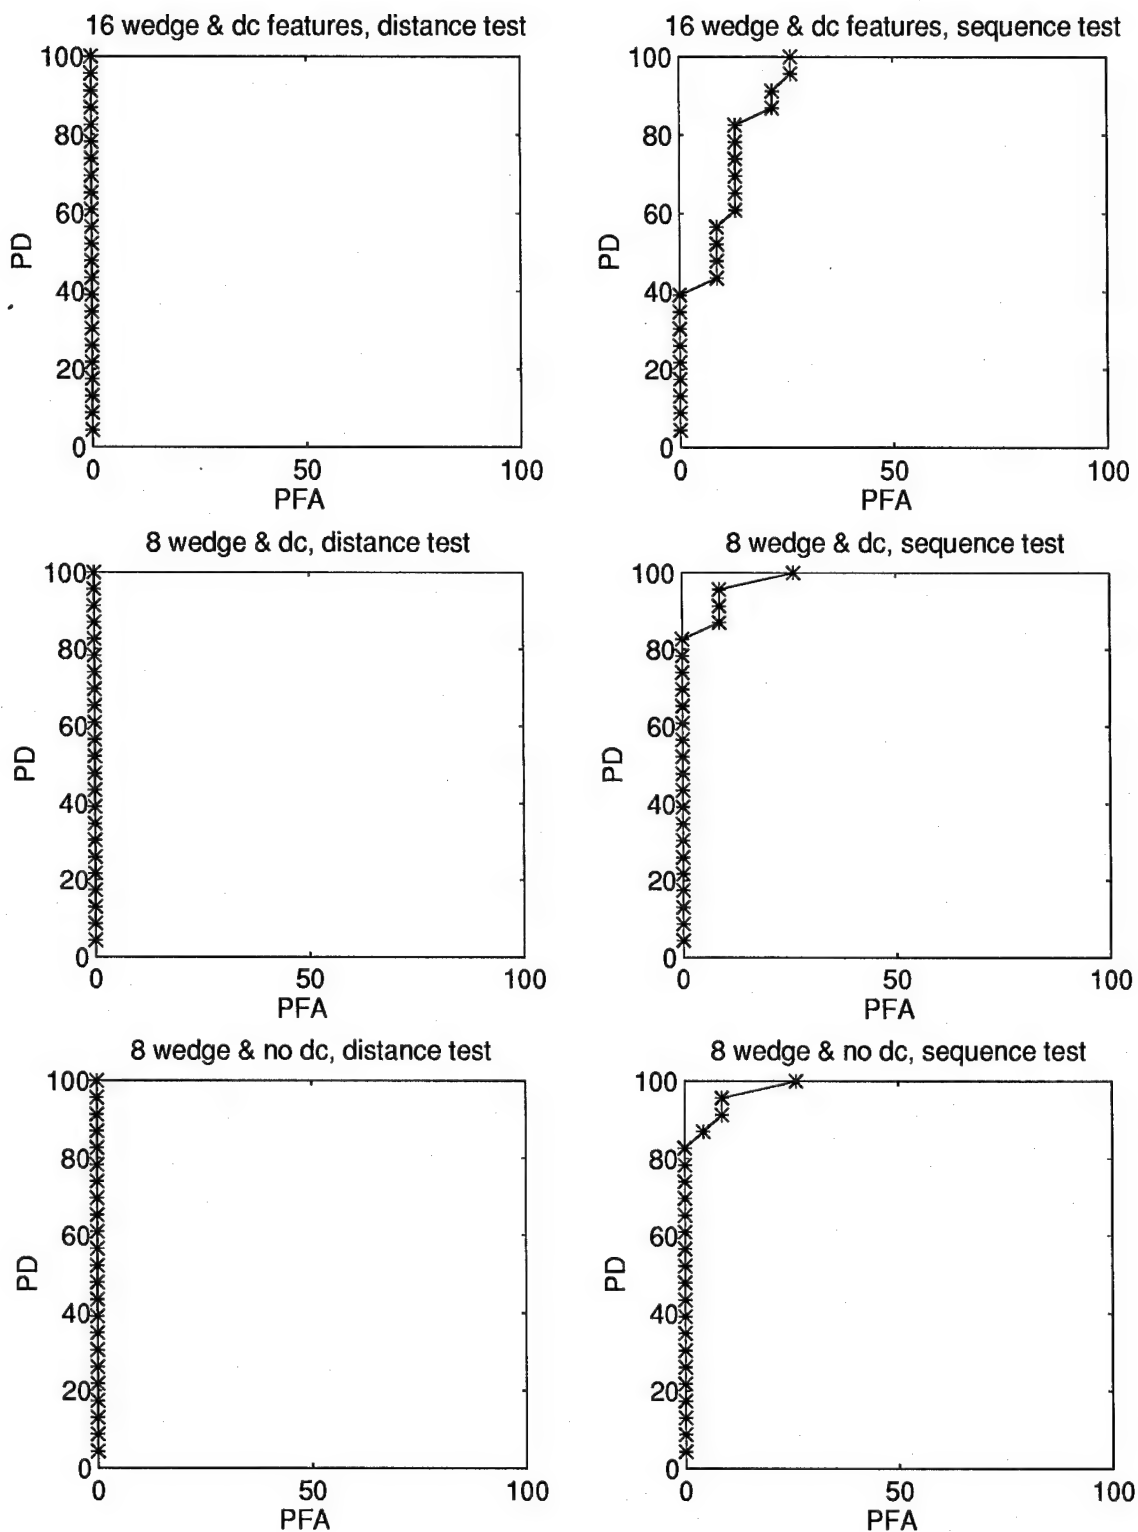 16 wedge & dc features, distance test
100
80
60
40
20
0
PD
0 50 100
PFA
16 wedge & dc features, sequence test
100
80
60
40
20
0
PD
0 50 100
PFA
8 wedge & dc, distance test
100
80
60
40
20
0
PD
0 50 100
PFA
8 wedge & dc, sequence test
100
80
60
40
20
0
PD
0 50 100
PFA
8 wedge & no dc, distance test
100
80
60
40
20
0
PD
0 50 100
PFA
8 wedge & no dc, sequence test
100
80
60
40
20
0
PD
0 50 100
PFA